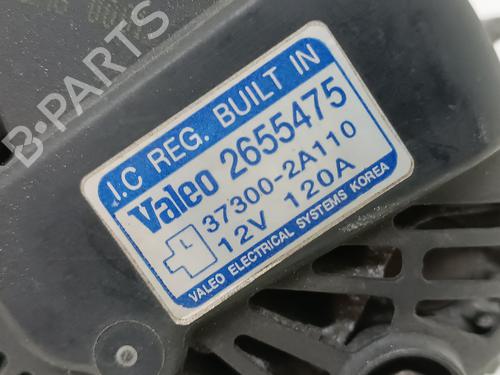 B-PARTS
I.C REG. BUILT IN
Valeo 2655475
37300-2A110
12V 120A
VALEO ELECTRICAL SYSTEMS KOREA